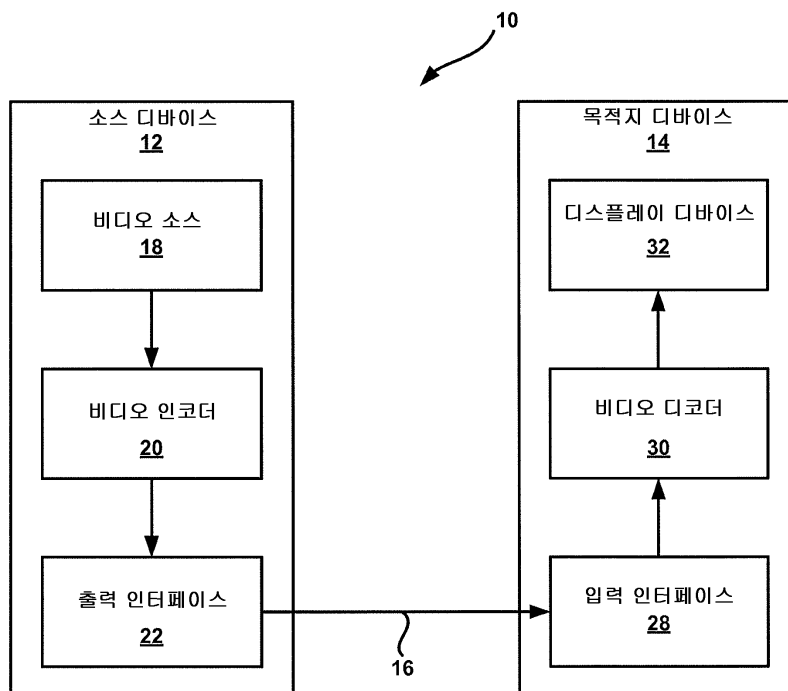 10
소스 디바이스
12
비디오 소스
18
비디오 인코더
20
출력 인터페이스
22
16
목적지 디바이스
14
디스플레이 디바이스
32
비디오 디코더
30
입력 인터페이스
28